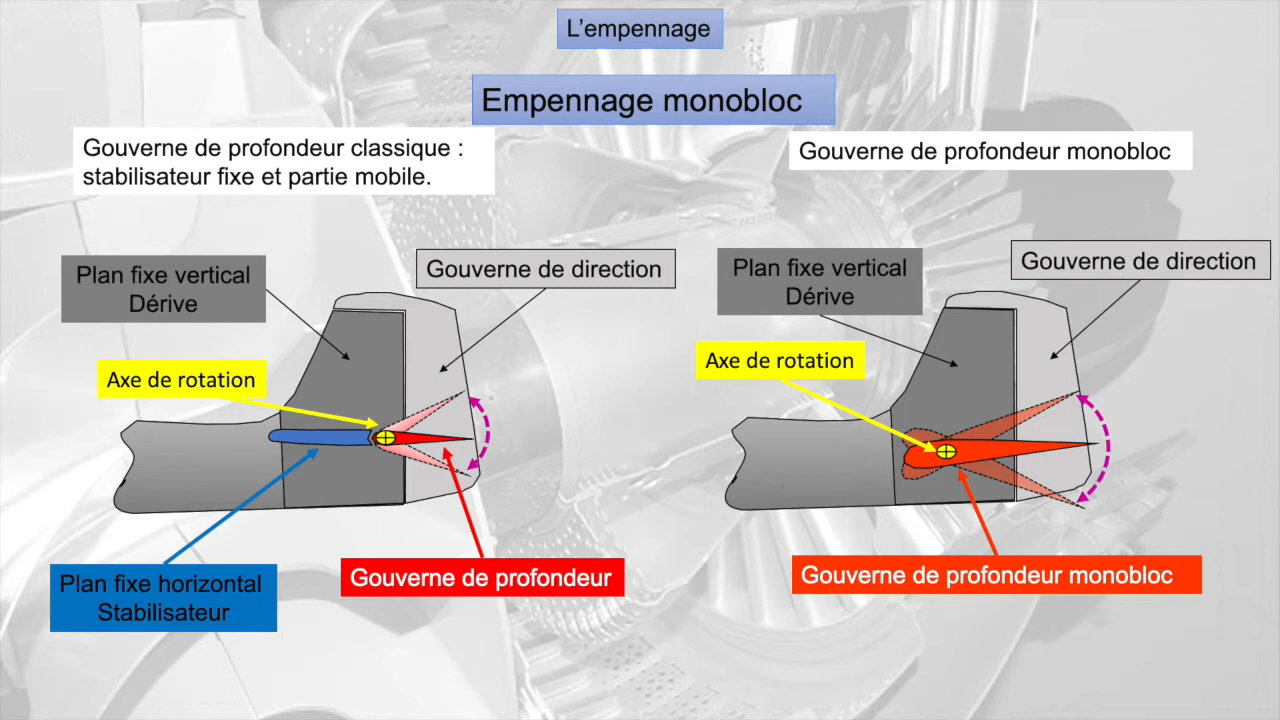 L’empennage
Empennage monobloc
Gouverne de profondeur classique :
stabilisateur fixe et partie mobile.
Gouverne de profondeur monobloc
Plan fixe vertical
Dérive
Gouverne de direction
Axe de rotation
Plan fixe horizontal
Stabilisateur
Gouverne de profondeur
Plan fixe vertical
Dérive
Gouverne de direction
Axe de rotation
Gouverne de profondeur monobloc